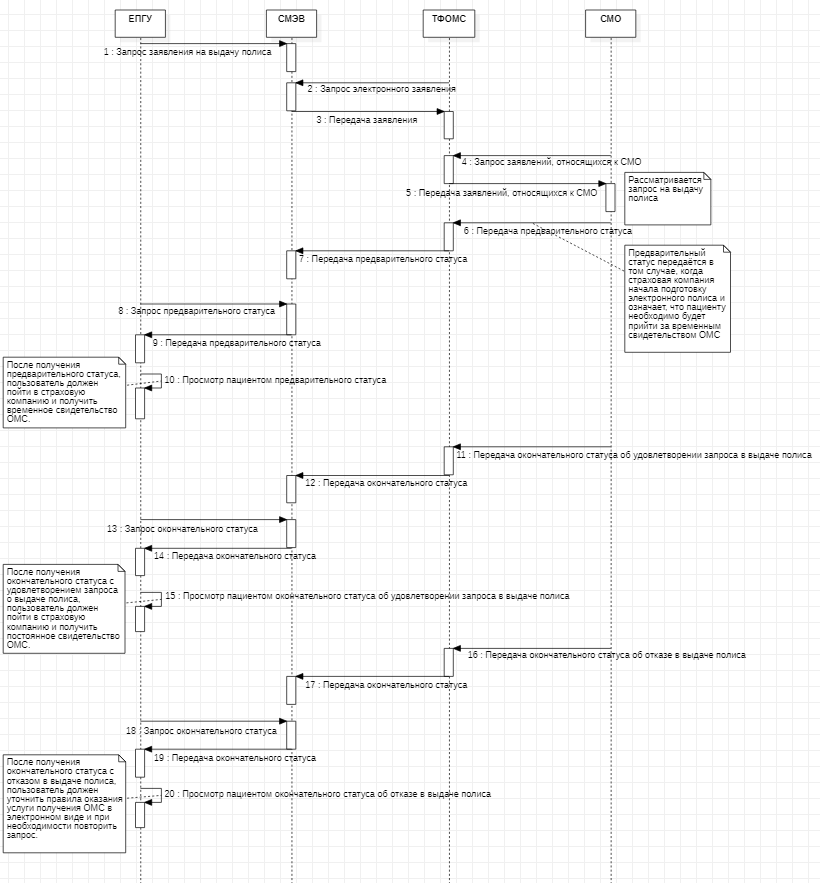 ЕПГУ
СМЭВ
ТФОМС
СМО
1 : Запрос заявления на выдачу полиса
2 : Запрос электронного заявления
3 : Передача заявления
4 : Запрос заявлений, относящихся к СМО
5 : Передача заявлений, относящихся к СМО
Рассматривается
запрос на выдачу
полиса
6 : Передача предварительного статуса
7 : Передача предварительного статуса
Предварительный
статус передаётся в
том случае, когда
страховая компания
начала подготовку
электронного полиса и
означает, что пациенту
необходимо будет
прийти за временным
свидетельством ОМС
8 : Запрос предварительного статуса
9 : Передача предварительного статуса
После получения
предварительного статуса,
пользователь должен
пойти в страховую
компанию и получить
временное свидетельство
ОМС.
10 : Просмотр пациентом предварительного статуса
11 : Передача окончательного статуса об удовлетворении запроса в выдаче полиса
12 : Передача окончательного статуса
13 : Запрос окончательного статуса
14 : Передача окончательного статуса
После получения
окончательного статуса с
удовлетворением запроса
о выдаче полиса,
пользователь должен
пойти в страховую
компанию и получить
постоянное свидетельство
ОМС.
15 : Просмотр пациентом окончательного статуса об удовлетворении запроса в выдаче полиса
16 : Передача окончательного статуса об отказе в выдаче полиса
17 : Передача окончательного статуса
18 : Запрос окончательного статуса
19 : Передача окончательного статуса
После получения
окончательного статуса с
отказом в выдаче полиса,
пользователь должен
уточнить правила оказания
услуги получения ОМС в
электронном виде и при
необходимости повторить
запрос.
20 : Просмотр пациентом окончательного статуса об отказе в выдаче полиса